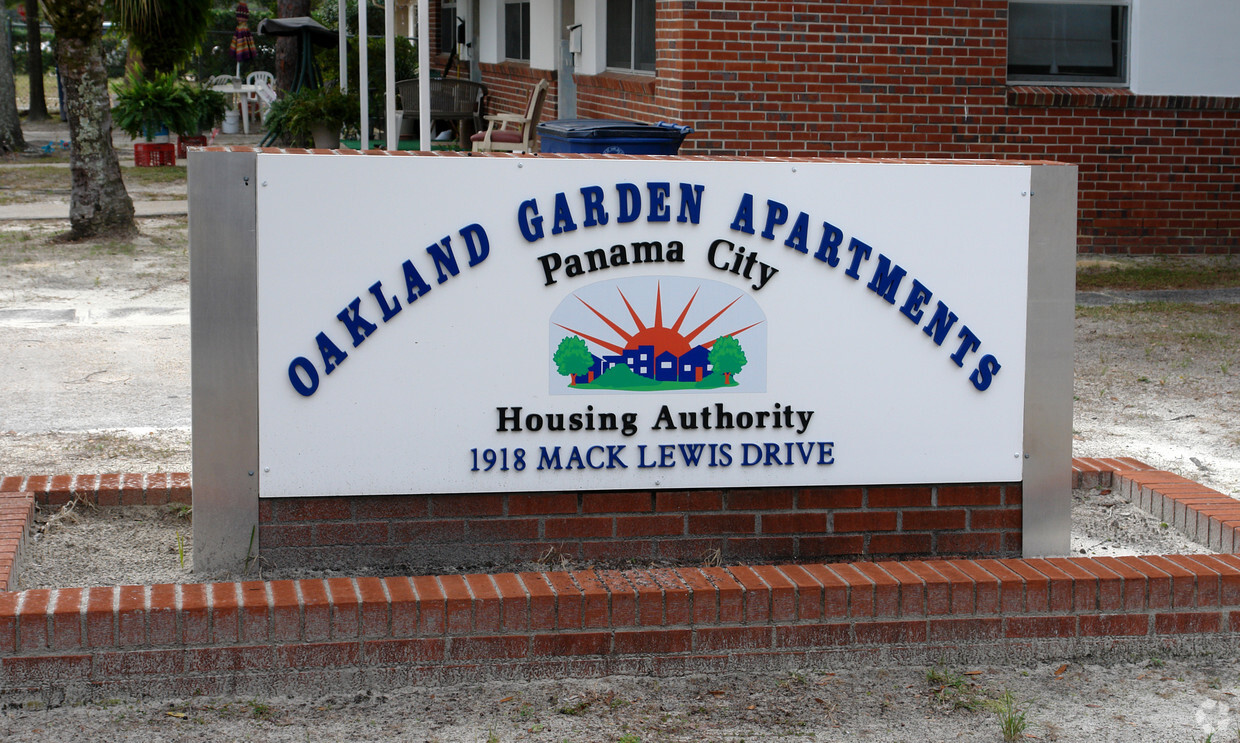 OAKLAND GARDEN APARTMENTS
Panama City
Housing Authority
1918 MACK LEWIS DRIVE